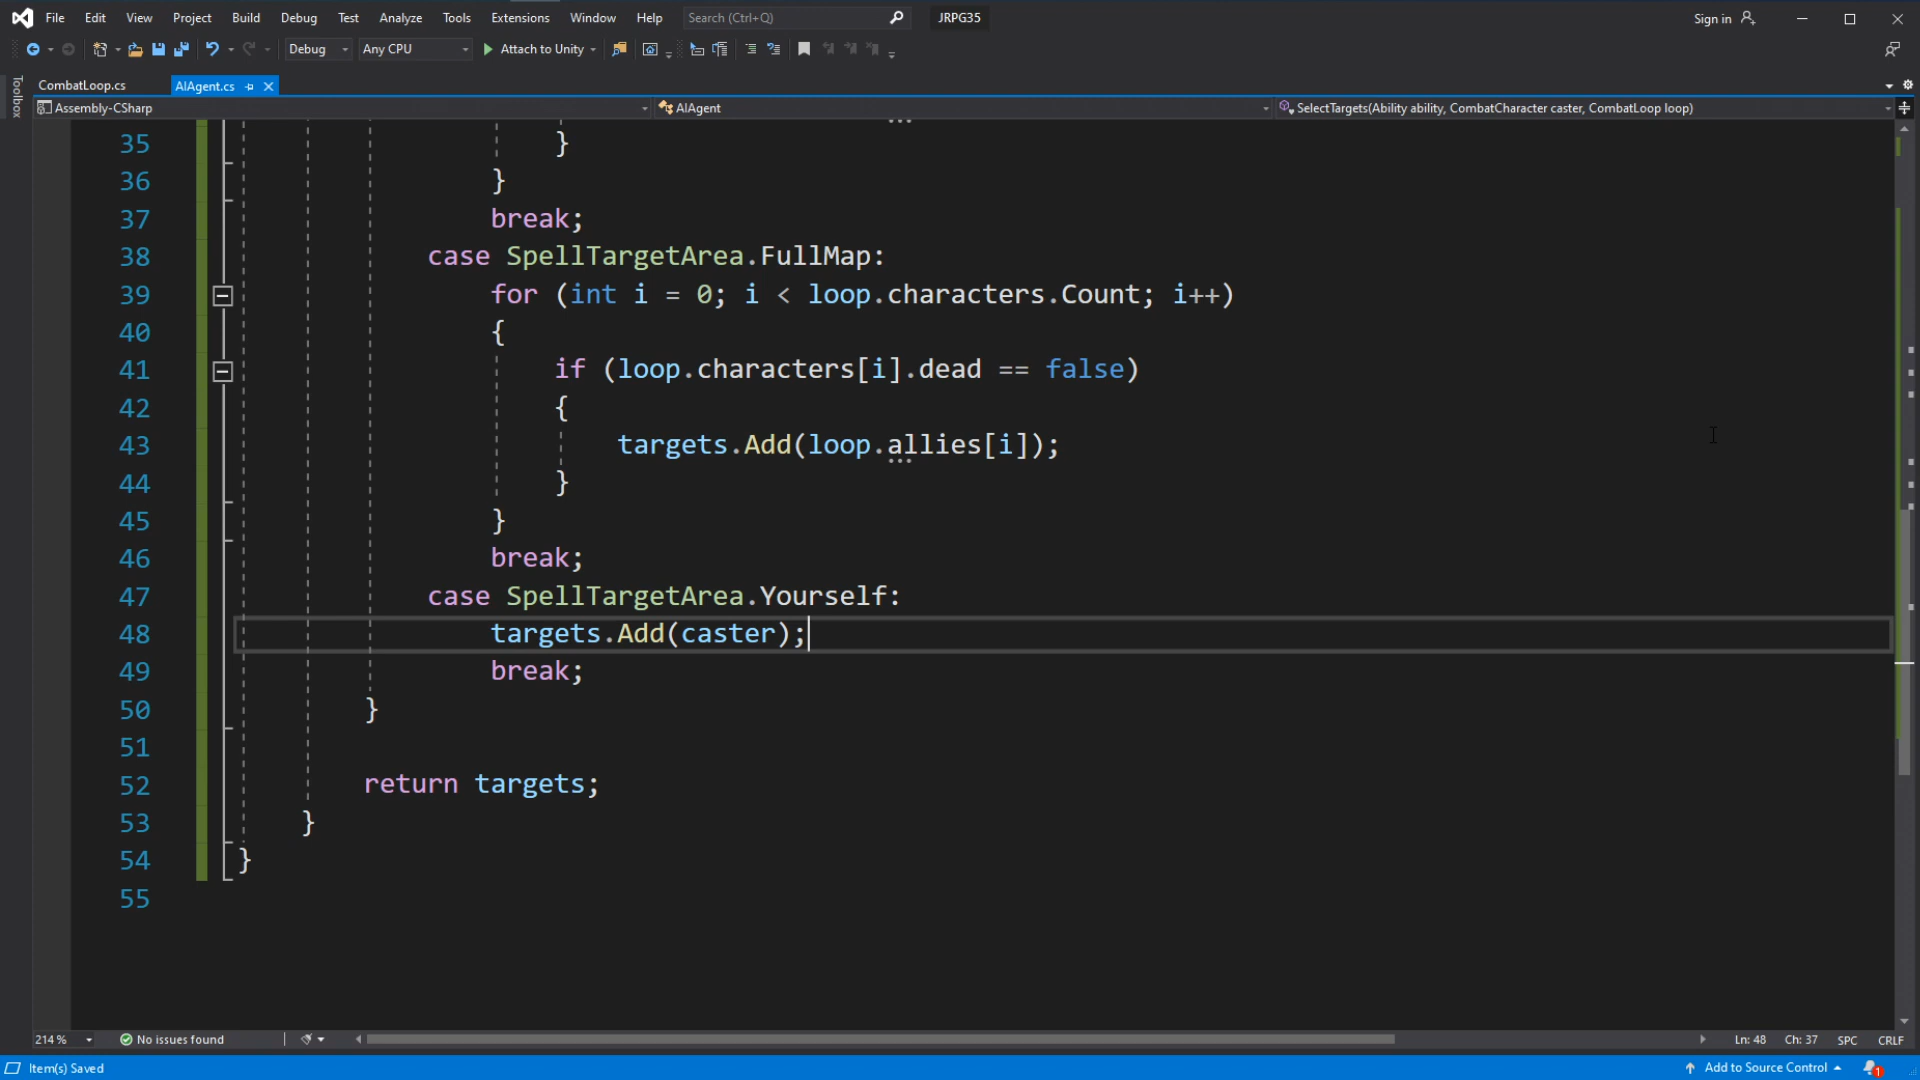 File Edit View Project Build Debug Test Analyze Tools Extensions Window Help Search (Ctrl+Q) JRPG35 Sign in
Debug Any CPU Attach to Unity
Toolbox
CombatLoop.cs AIAgent.cs
Assembly-CSharp AIAgent SelectTargets(Ability ability, CombatCharacter caster, CombatLoop loop)
35 }
36 }
37 break;
38 case SpellTargetArea.FullMap:
39 for (int i = 0; i < loop.characters.Count; i++)
40 {
41 if (loop.characters[i].dead == false)
42 {
43 targets.Add(loop.allies[i]);
44 }
45 }
46 break;
47 case SpellTargetArea.Yourself:
48 targets.Add(caster);
49 break;
50 }
51
52 return targets;
53 }
54 }
55
214 % No issues found Ln: 48 Ch: 37 SPC CRLF
Item(s) Saved Add to Source Control 1